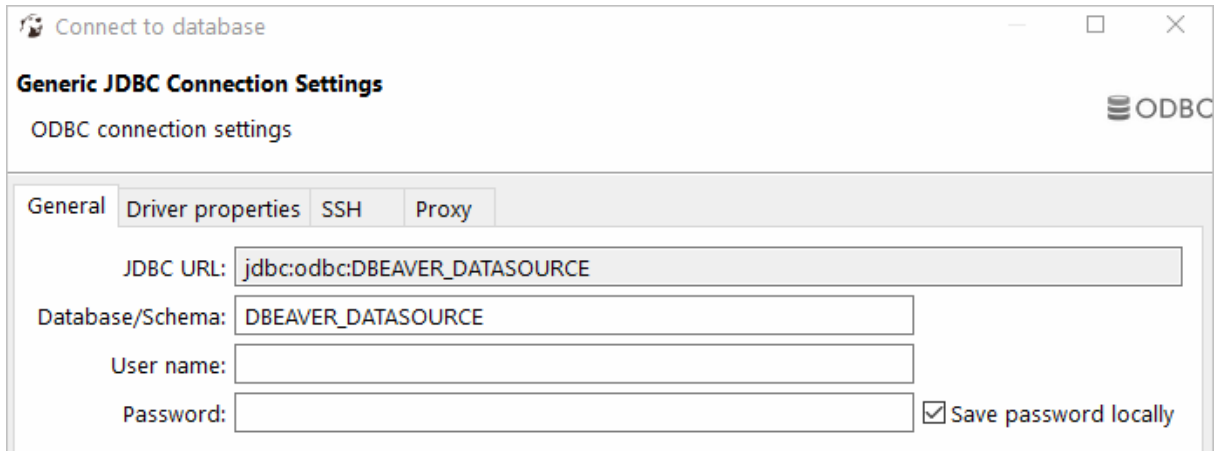 Connect to database
Generic JDBC Connection Settings
ODBC connection settings
ODBC
General Driver properties SSH Proxy
JDBC URL: jdbc:odbc:DBEAVER_DATASOURCE
Database/Schema: DBEAVER_DATASOURCE
User name:
Password: Save password locally